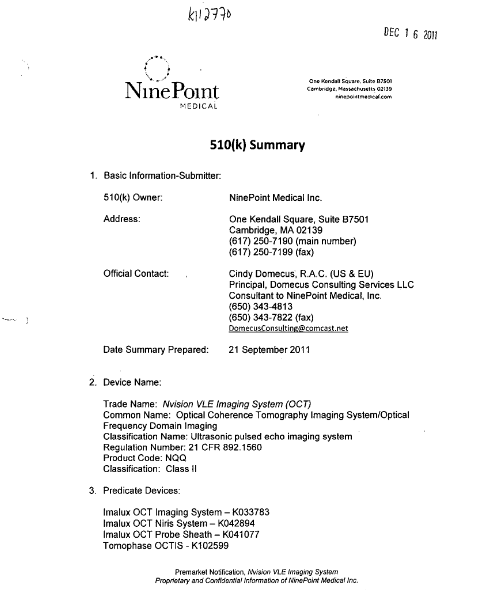 K112770
DEC 16 2011
NinePoint
MEDICAL
One Kendall Square, Suite B7501
Cambridge, Massachusetts 02139
ninepointmedical.com
510(k) Summary
1. Basic Information-Submitter:
510(k) Owner: NinePoint Medical Inc.
Address: One Kendall Square, Suite B7501
Cambridge, MA 02139
(617) 250-7190 (main number)
(617) 250-7199 (fax)
Official Contact: Cindy Domecus, R.A.C. (US & EU)
Principal, Domecus Consulting Services LLC
Consultant to NinePoint Medical, Inc.
(650) 343-4813
(650) 343-7822 (fax)
DomecusConsulting@comcast.net
Date Summary Prepared: 21 September 2011
2. Device Name:
Trade Name: Nvision VLE Imaging System (OCT)
Common Name: Optical Coherence Tomography Imaging System/Optical
Frequency Domain Imaging
Classification Name: Ultrasonic pulsed echo imaging system
Regulation Number: 21 CFR 892.1560
Product Code: NQQ
Classification: Class II
3. Predicate Devices:
Imalux OCT Imaging System – K033783
Imalux OCT Niris System – K042894
Imalux OCT Probe Sheath – K041077
Tomophase OCTIS - K102599
Premarket Notification, Nvision VLE Imaging System
Proprietary and Confidential Information of NinePoint Medical Inc.